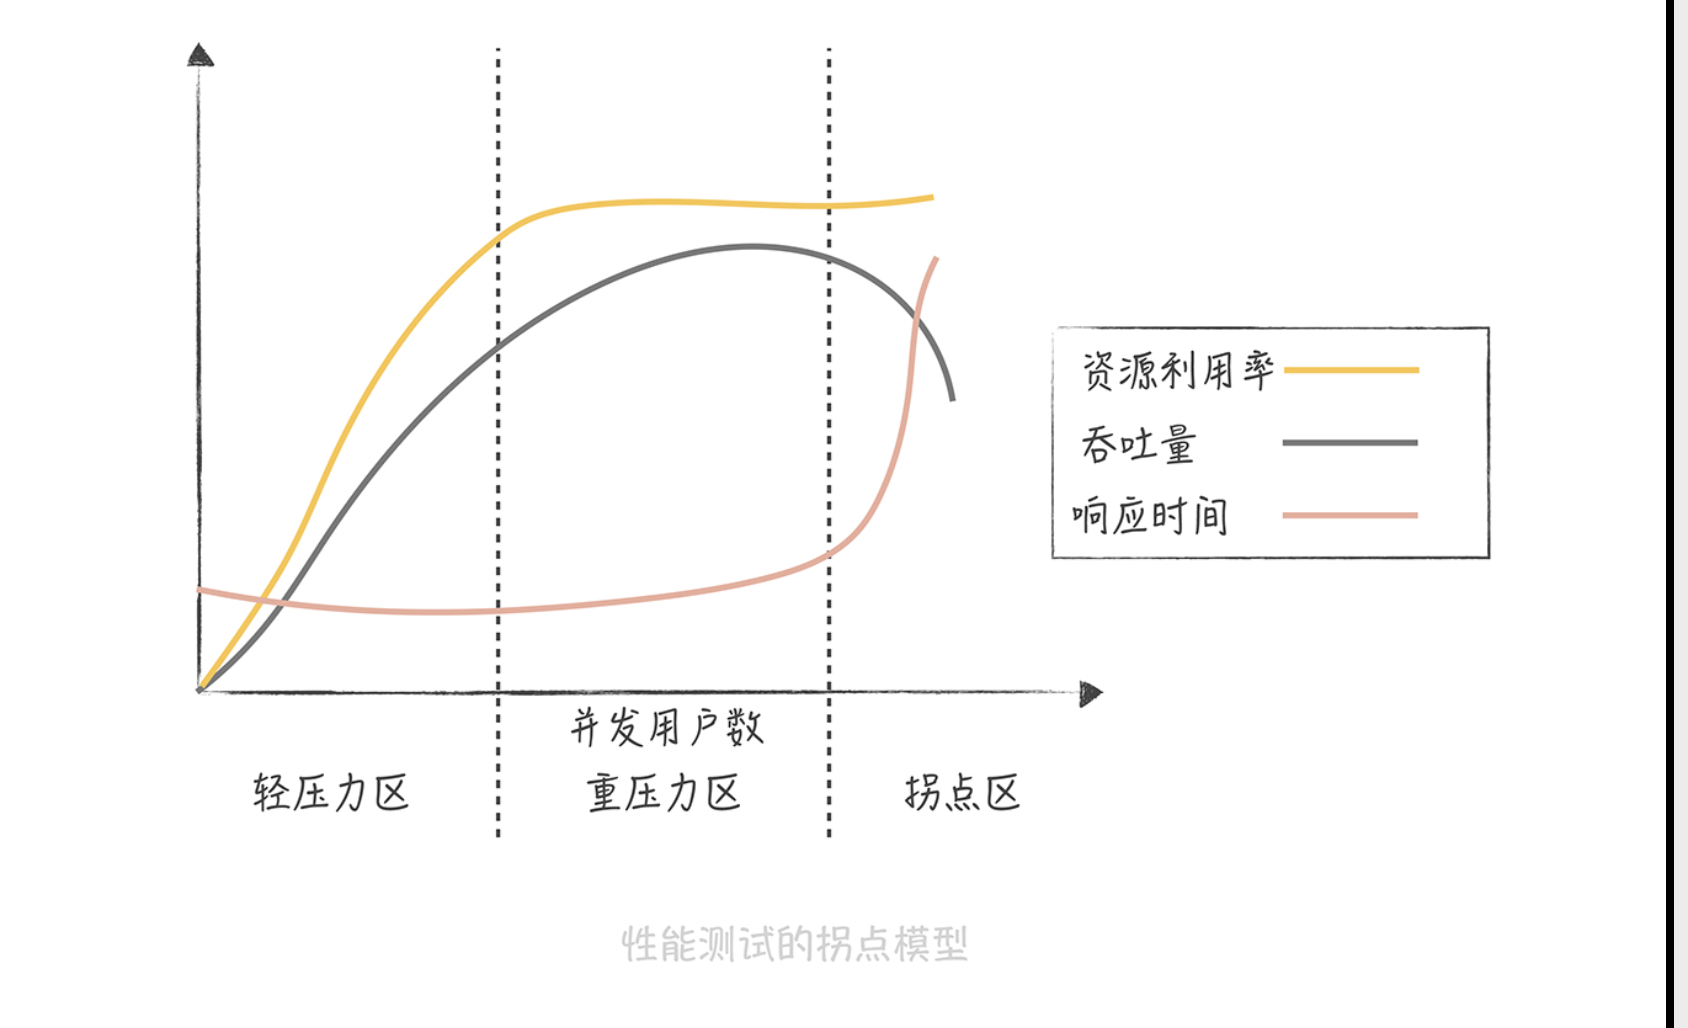 资源利用率
吞吐量
响应时间
并发用户数
轻压力区
重压力区
拐点区
性能测试的拐点模型